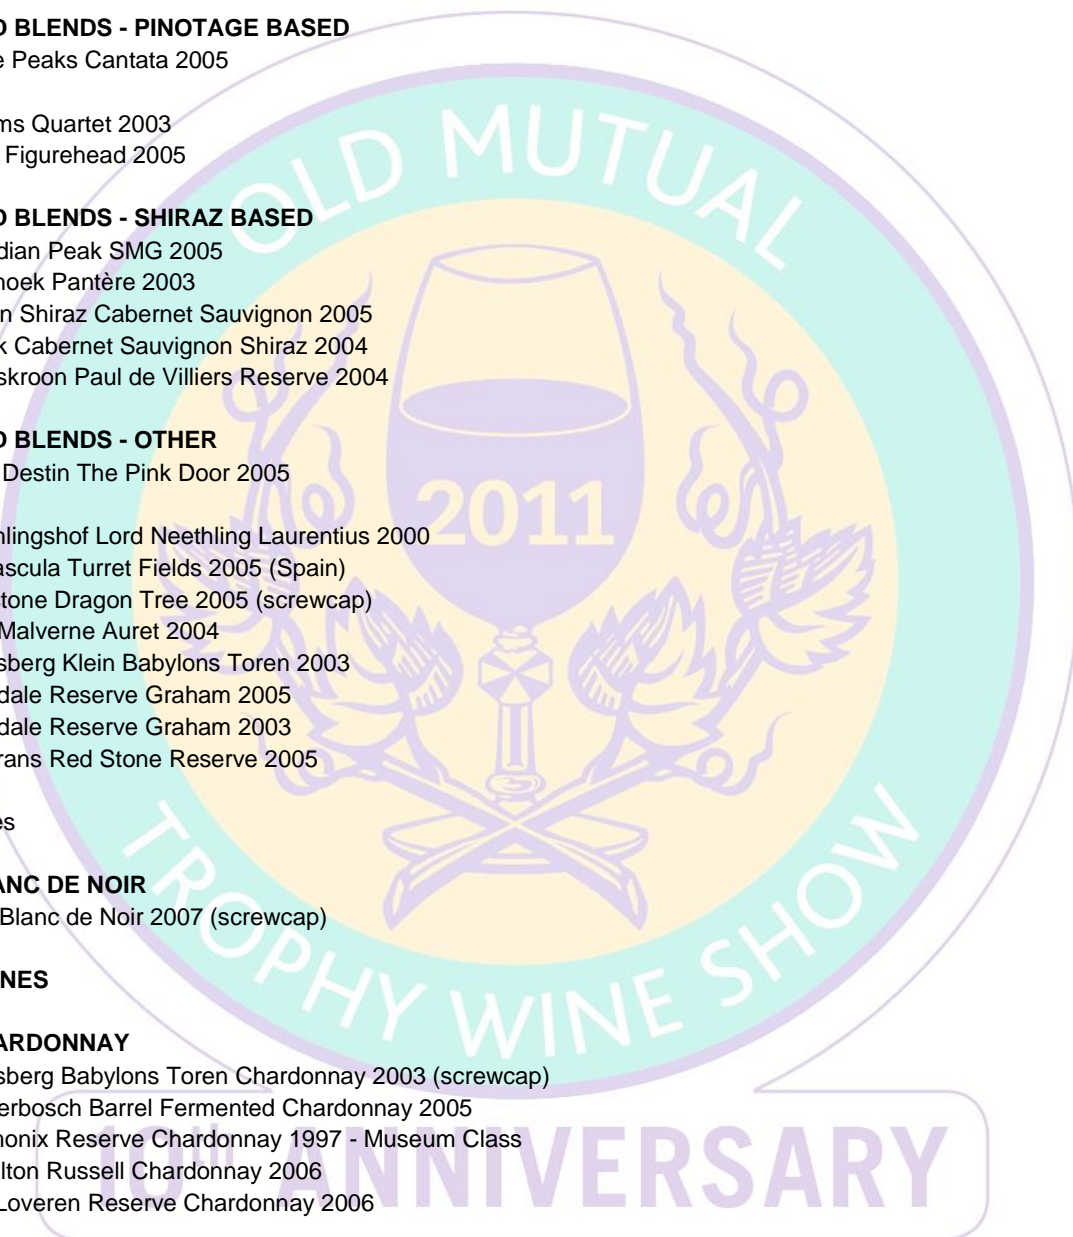 D BLENDS - PINOTAGE BASED
e Peaks Cantata 2005
ms Quartet 2003
Figurehead 2005
D BLENDS - SHIRAZ BASED
dian Peak SMG 2005
hoek Pantère 2003
n Shiraz Cabernet Sauvignon 2005
k Cabernet Sauvignon Shiraz 2004
skroon Paul de Villiers Reserve 2004
D BLENDS - OTHER
Destin The Pink Door 2005
hlingshof Lord Neethling Laurentius 2000
ascula Turret Fields 2005 (Spain)
stone Dragon Tree 2005 (screwcap)
Malverne Auret 2004
sberg Klein Babylons Toren 2003
dale Reserve Graham 2005
dale Reserve Graham 2003
rans Red Stone Reserve 2005
es
ANC DE NOIR
Blanc de Noir 2007 (screwcap)
NES
ARDONNAY
sberg Babylons Toren Chardonnay 2003 (screwcap)
erbosch Barrel Fermented Chardonnay 2005
nonix Reserve Chardonnay 1997 - Museum Class
lton Russell Chardonnay 2006
Loveren Reserve Chardonnay 2006
OLD MUTUAL
2011
TROPHY WINE SHOW
10th ANNIVERSARY